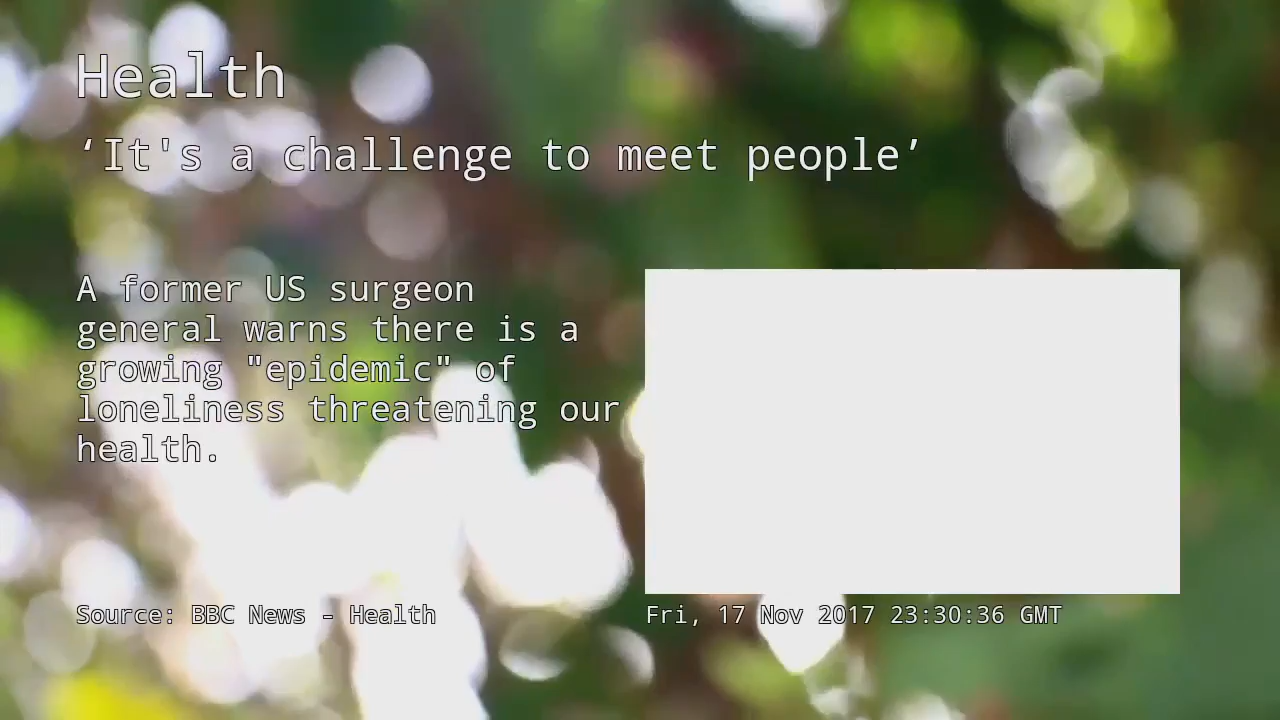 Health
‘It's a challenge to meet people’
A former US surgeon
general warns there is a
growing "epidemic" of
loneliness threatening our
health.
Source: BBC News - Health
Fri, 17 Nov 2017 23:30:36 GMT